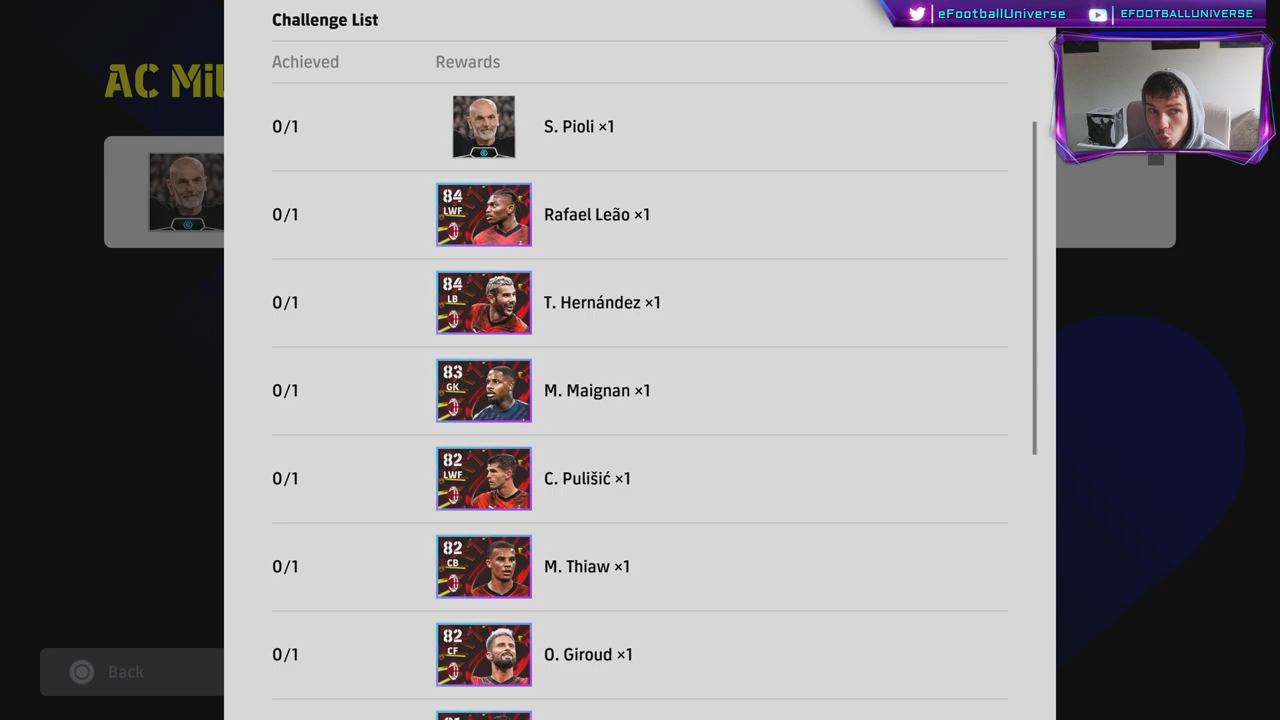 Challenge List
eFootballUniverse
EFOOTBALLUNIVERSE
Achieved Rewards
AC Mil
0/1 S. Pioli ×1
0/1 84 LWF Rafael Leão ×1
0/1 84 LB T. Hernández ×1
0/1 83 GK M. Maignan ×1
0/1 82 LWF C. Pulišić ×1
0/1 82 CB M. Thiaw ×1
0/1 82 CF O. Giroud ×1
Back